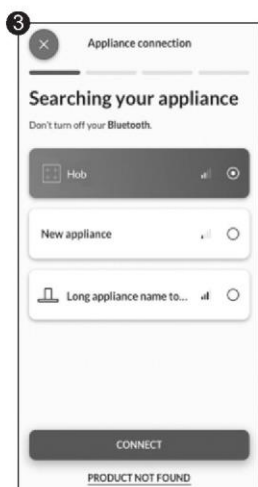 3
Appliance connection
Searching your appliance
Don't turn off your Bluetooth.
Hob
New appliance
Long appliance name to...
CONNECT
PRODUCT NOT FOUND